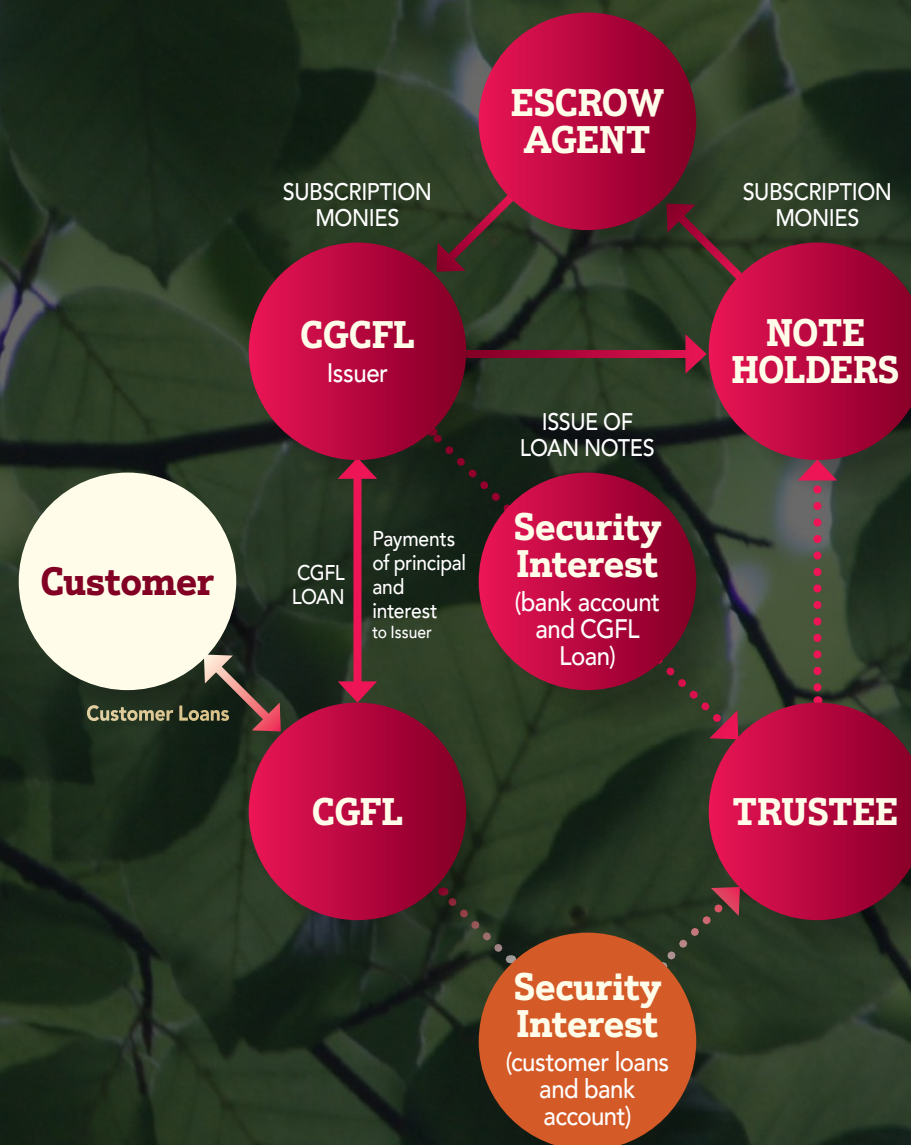 ESCROW
AGENT
SUBSCRIPTION
MONIES
SUBSCRIPTION
MONIES
CGCFL
Issuer
NOTE
HOLDERS
ISSUE OF
LOAN NOTES
Customer
CGFL
LOAN
Payments
of principal
and
interest
to Issuer
Security
Interest
(bank account
and CGFL
Loan)
Customer Loans
CGFL
TRUSTEE
Security
Interest
(customer loans
and bank
account)